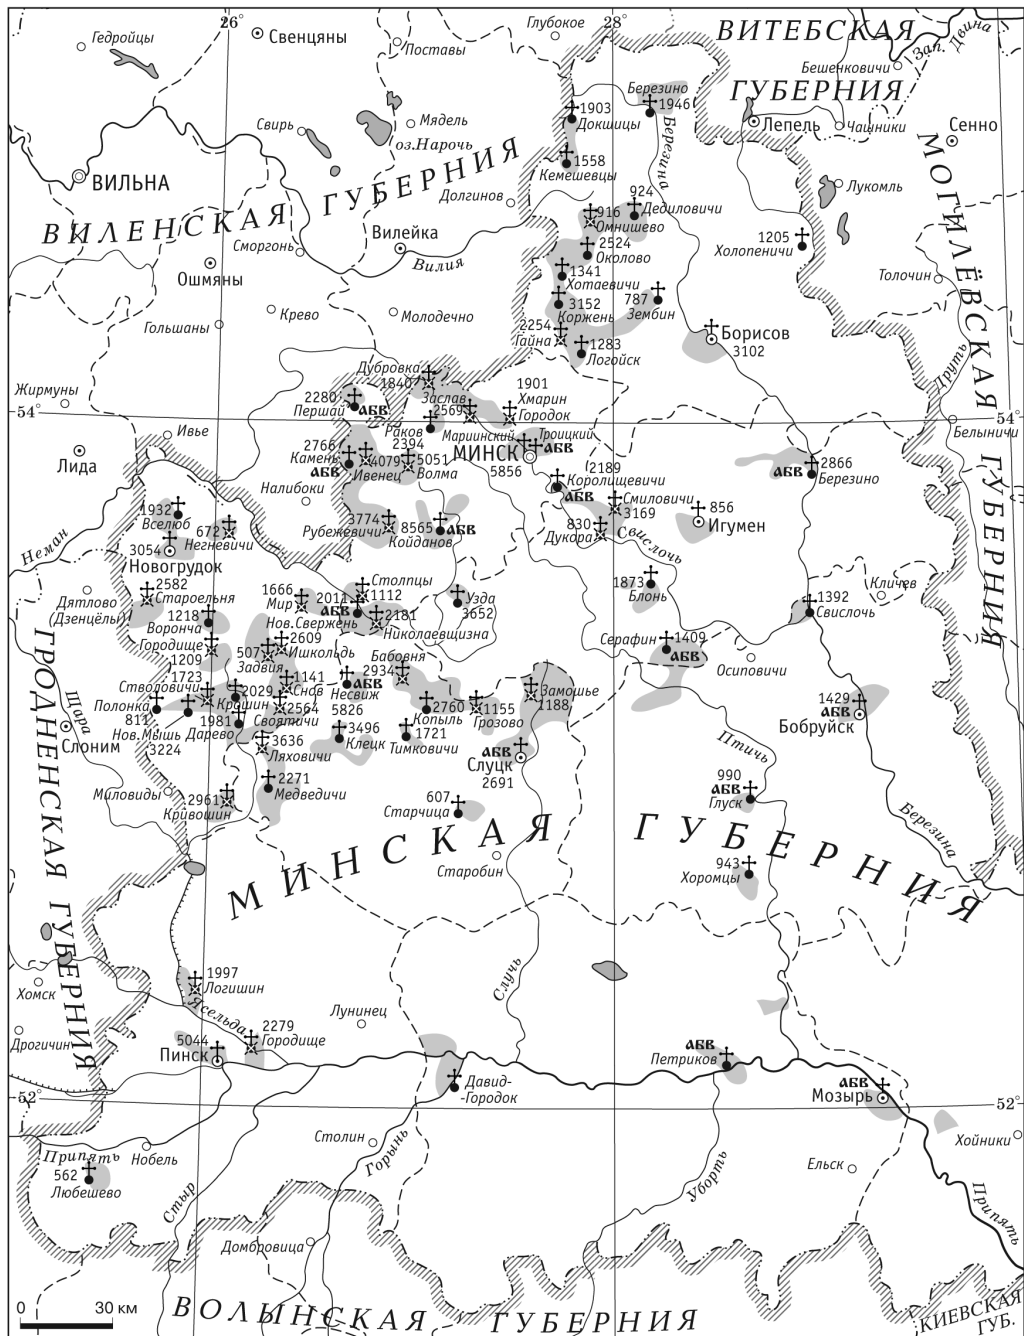 26°
28°
Глубокое
ВИТЕБСКАЯ
ГУБЕРНИЯ
Зап. Двина
Гедройцы
Свенцяны
Поставы
Бешенковичи
Березино
1946
1903
Докшицы
Березина
Лепель
Чашники
Сенно
Свирь
Мядель
оз.Нарочь
1558
Кемешевцы
ВИЛЬНА
ВИЛЕНСКАЯ ГУБЕРНИЯ
Долгинов
924
Дедиловичи
Лукомль
МОГИЛЁВСКАЯ ГУБЕРНИЯ
916
Омнишево
Сморгонь
Вилейка
Вилия
2524
Околово
1205
Холопеничи
Ошмяны
1341
Хотаевичи
Толочин
3152
Коржень
787
Зембин
Гольшаны
Крево
Молодечно
2254
Гайна
1283
Логойск
Борисов
3102
Друть
Дубровка
1840
Жирмуны
54°
2280
Першай
АБВ
Заслав
2569
1901
Хмарин
Городок
54°
Белыничи
Ивье
Раков
2394
Мариинский
Троицкий
АБВ
МИНСК
5856
Лида
2766
Камень
АБВ
4079
Ивенец
5051
Волма
2189
Королищевичи
АБВ
АБВ
2866
Березино
Налибоки
1932
Вселюб
672
Негневичи
3774
Рубежевичи
8565
Койданов
АБВ
Смиловичи
3169
830
Дукора
856
Игумен
Неман
3054
Новогрудок
Свислочь
Дятлово
(Дзенцёлы)
2582
Староельня
1666
Мир
2011
АБВ
Нов.Свержень
Столпцы
1112
Узда
3652
1873
Блонь
Кличев
1392
Свислочь
1218
Воронча
2181
Николаевщизна
Городище
1209
507
Заовия
2609
Ишкольдь
Бабовня
2934
Серафин
1409
АБВ
Осиповичи
ГРОДНЕНСКАЯ ГУБЕРНИЯ
Щара
1723
Стволовичи
2029
Крашин
1141
Снов
АБВ
Несвиж
5826
Замошье
1188
Полонка
811
Нов.Мышь
3224
1981
Дарево
2564
Своятичи
2760
Копыль
1155
Грозово
1429
АБВ
Бобруйск
Слоним
3636
Ляховичи
3496
Клецк
1721
Тимковичи
АБВ
Слуцк
2691
Птичь
Миловиды
2961
Кривошин
2271
Медведичи
607
Старчица
990
АБВ
Глуск
Березина
МИНСКАЯ ГУБЕРНИЯ
Старобин
943
Хоромцы
Хомск
1997
Логишин
Случь
Ясельда
Лунинец
Дрогичин
5044
Пинск
2279
Городище
АБВ
Петриков
Давид-
-Городок
АБВ
Мозырь
52°
52°
Столин
Горынь
Хойники
Припять
562
Любешево
Нобель
Стыр
Уборть
Ельск
Припять
Домбровица
0 30 км
ВОЛЫНСКАЯ ГУБЕРНИЯ
КИЕВСКАЯ
ГУБ.